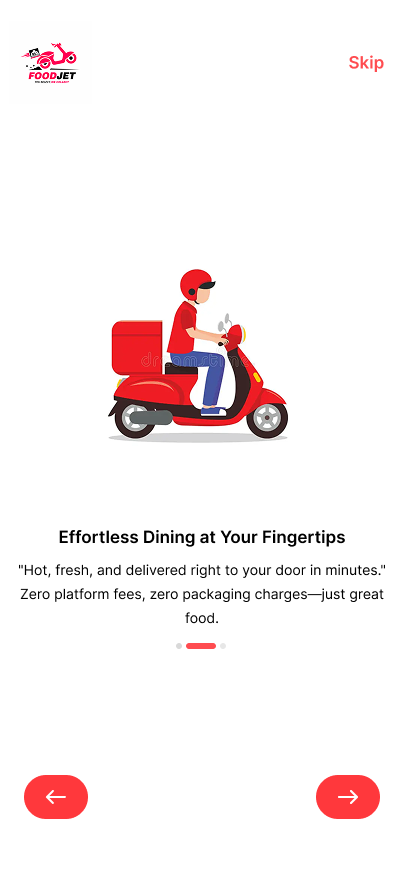 FOODJET
Skip
dreamstime
Effortless Dining at Your Fingertips
"Hot, fresh, and delivered right to your door in minutes."
Zero platform fees, zero packaging charges—just great
food.